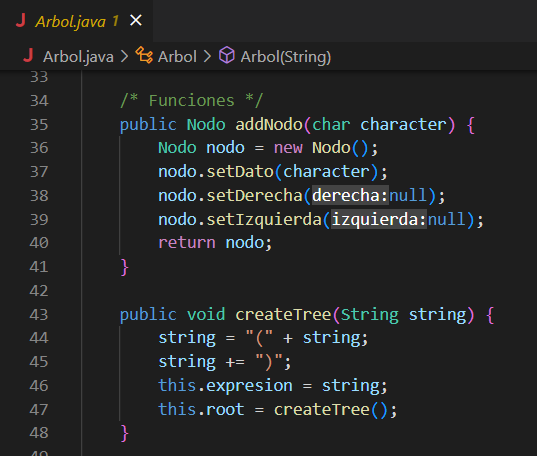 J Arbol.java 1 ×
J Arbol.java > Arbol > Arbol(String)
33
34 /* Funciones */
35 public Nodo addNodo(char character) {
36 Nodo nodo = new Nodo();
37 nodo.setDato(character);
38 nodo.setDerecha(derecha:null);
39 nodo.setIzquierda(izquierda:null);
40 return nodo;
41 }
42
43 public void createTree(String string) {
44 string = "(" + string;
45 string += ")";
46 this.expresion = string;
47 this.root = createTree();
48 }
49